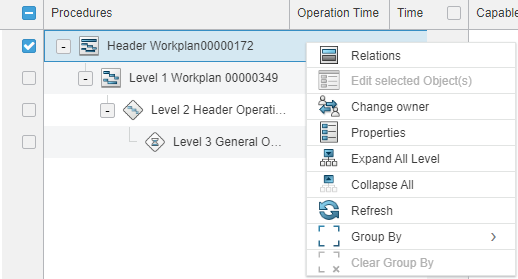 Procedures Operation Time Time Capable
Header Workplan00000172
Level 1 Workplan 00000349
Level 2 Header Operati...
Level 3 General O...
Relations
Edit selected Object(s)
Change owner
Properties
Expand All Level
Collapse All
Refresh
Group By
Clear Group By